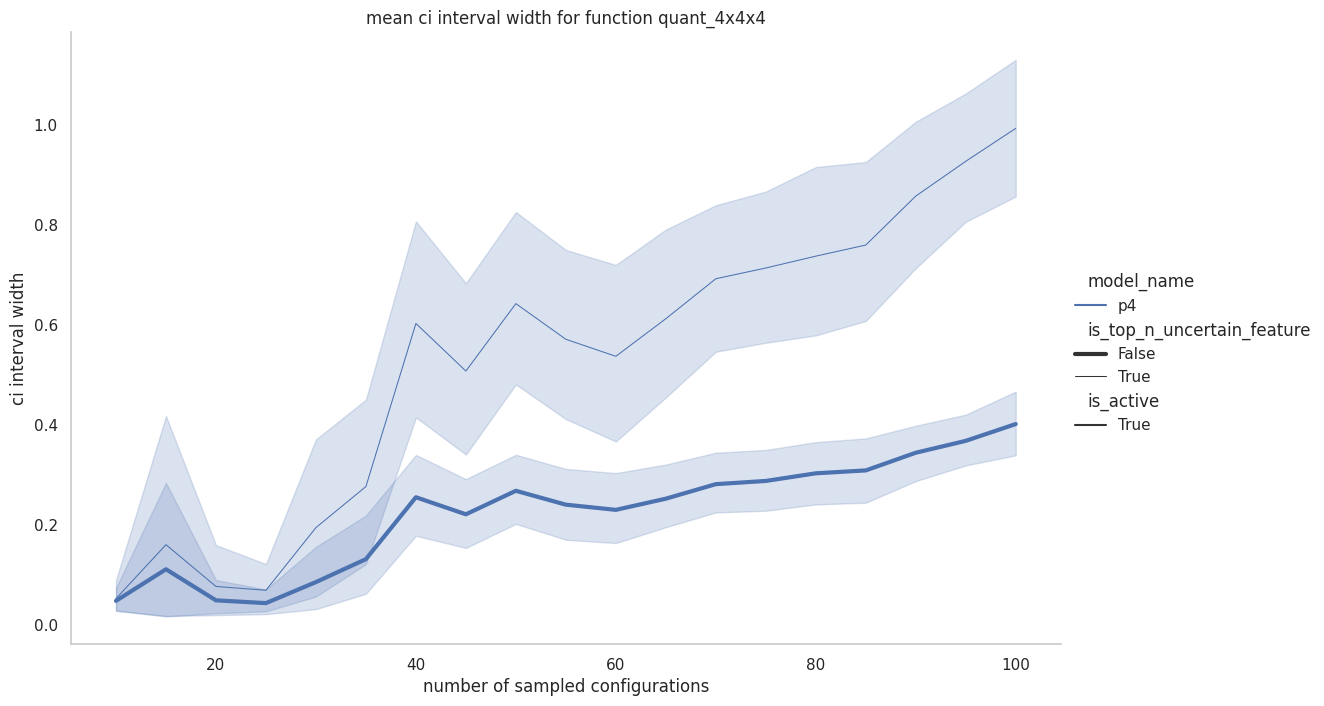 mean ci interval width for function quant_4x4x4
ci interval width
1.0
0.8
0.6
0.4
0.2
0.0
20 40 60 80 100
number of sampled configurations
model_name
p4
is_top_n_uncertain_feature
False
True
is_active
True